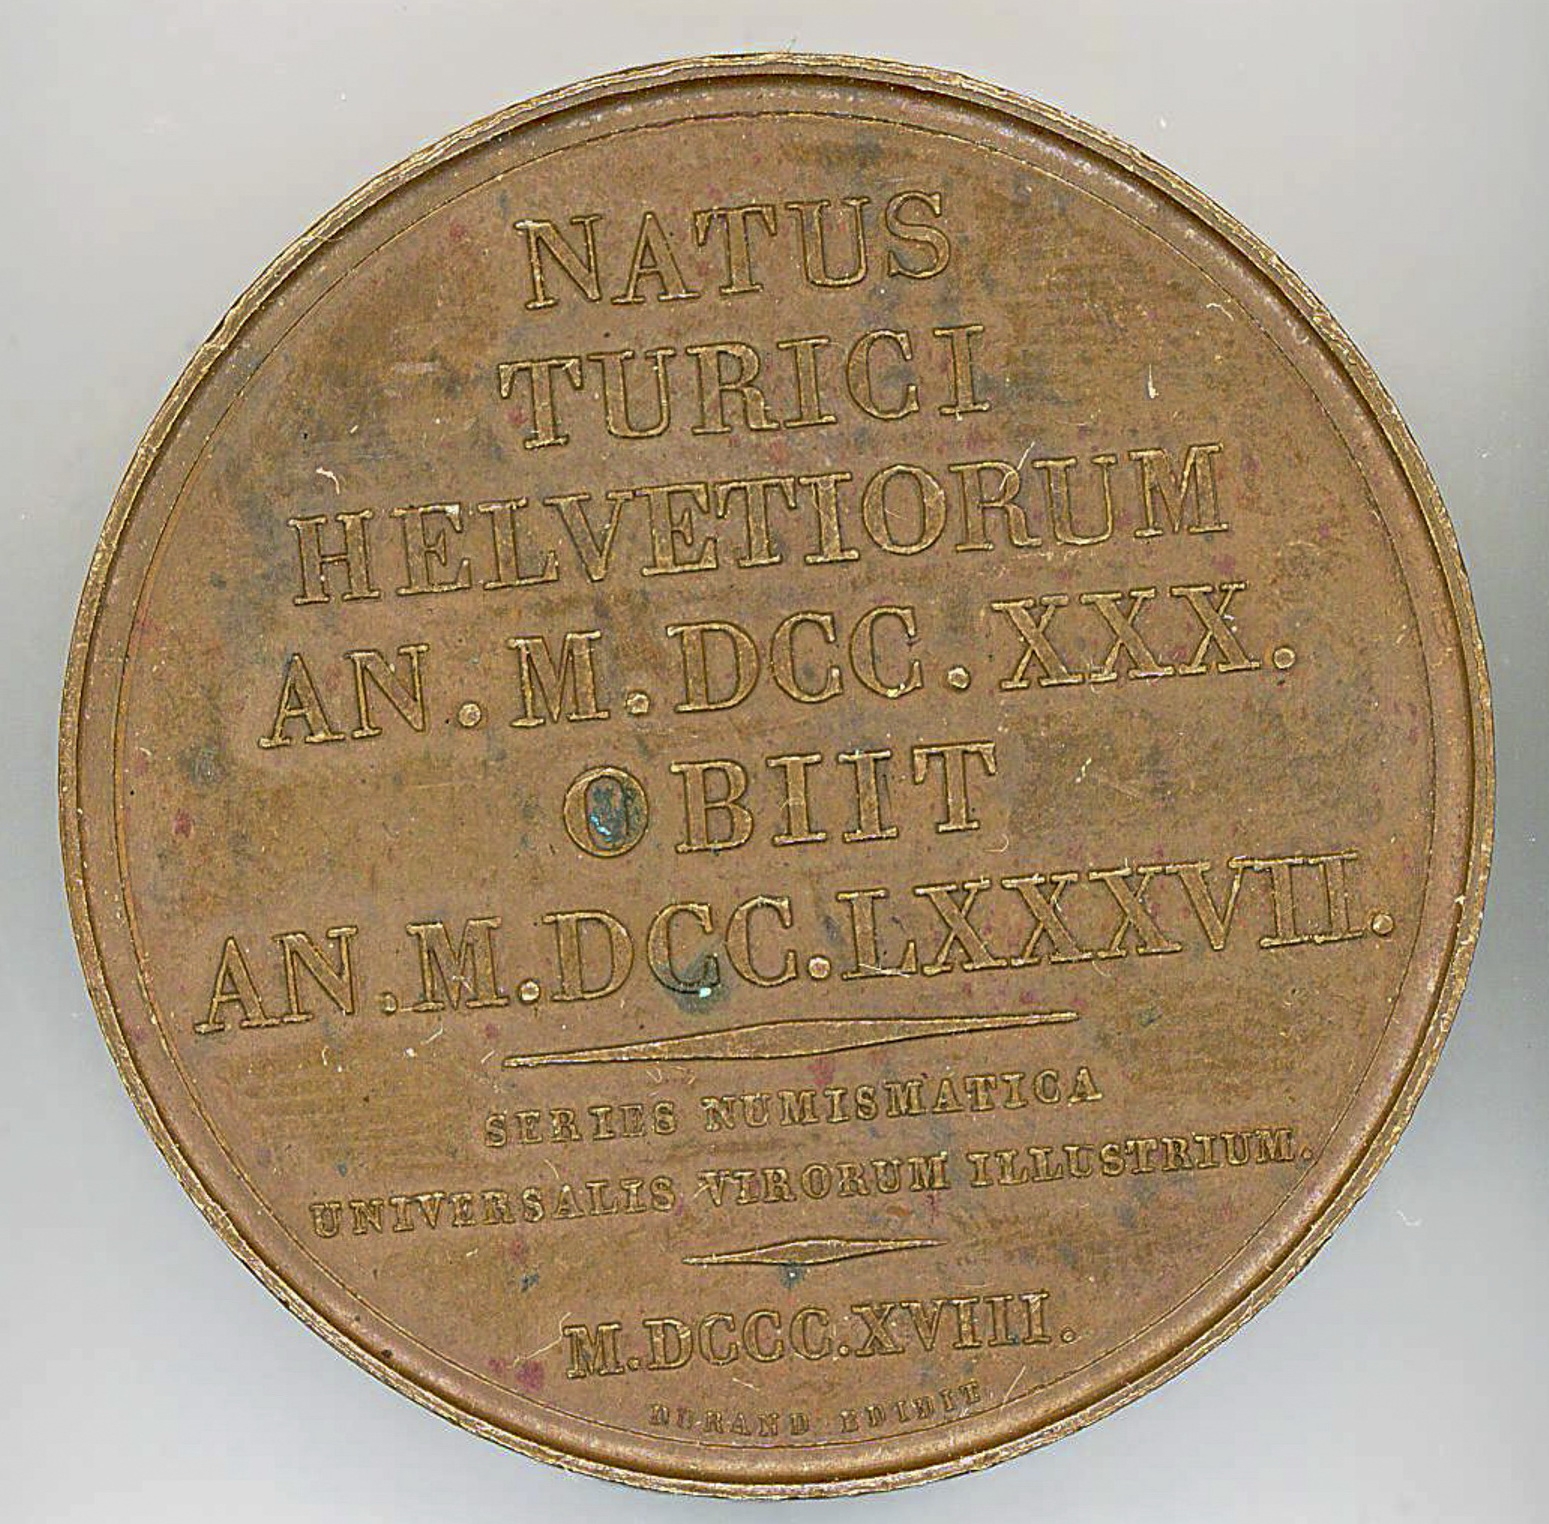 NATUS
TURICI
HELVETIORUM
AN. M. DCC. XXX.
OBIIT
AN. M. DCC. LXXXVII.
SERIES NUMISMATICA
UNIVERSALIS VIRORUM ILLUSTRIUM.
M.DCCC.XVIII.
DURAND EDIDIT